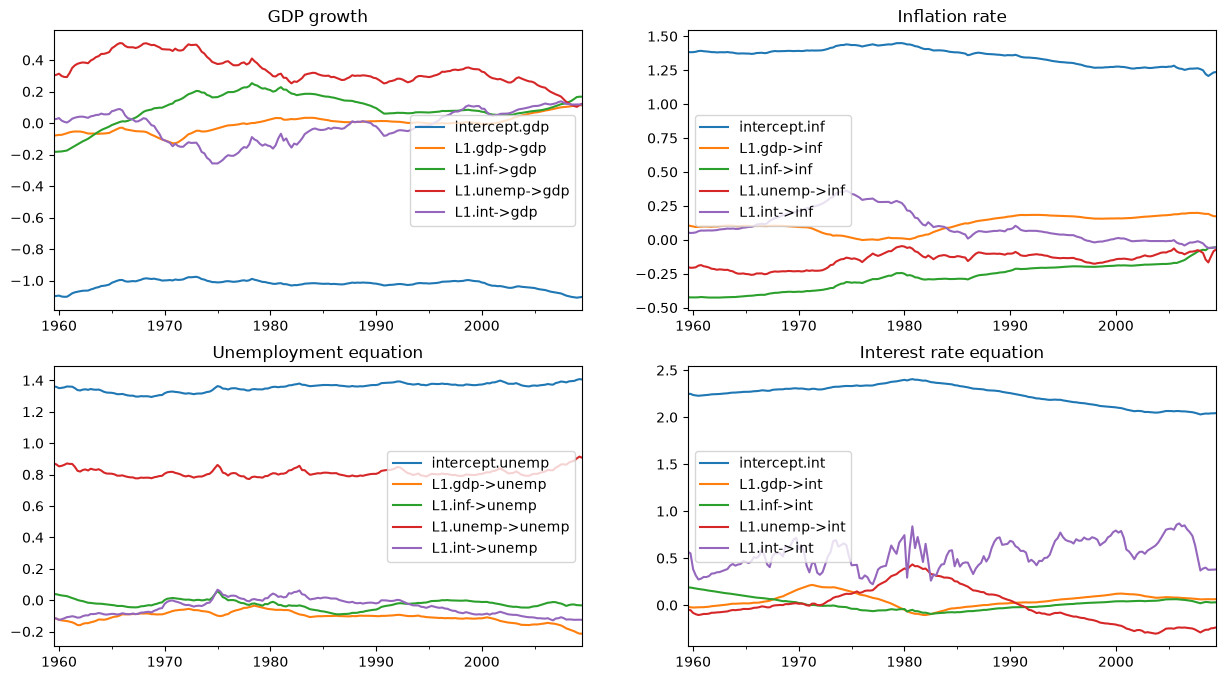 GDP growth
0.4
0.2
0.0
−0.2
−0.4
−0.6
−0.8
−1.0
intercept.gdp
L1.gdp->gdp
L1.inf->gdp
L1.unemp->gdp
L1.int->gdp
1960 1970 1980 1990 2000
Inflation rate
1.50
1.25
1.00
0.75
0.50
0.25
0.00
−0.25
−0.50
intercept.inf
L1.gdp->inf
L1.inf->inf
L1.unemp->inf
L1.int->inf
1960 1970 1980 1990 2000
Unemployment equation
1.4
1.2
1.0
0.8
0.6
0.4
0.2
0.0
−0.2
intercept.unemp
L1.gdp->unemp
L1.inf->unemp
L1.unemp->unemp
L1.int->unemp
1960 1970 1980 1990 2000
Interest rate equation
2.5
2.0
1.5
1.0
0.5
0.0
intercept.int
L1.gdp->int
L1.inf->int
L1.unemp->int
L1.int->int
1960 1970 1980 1990 2000